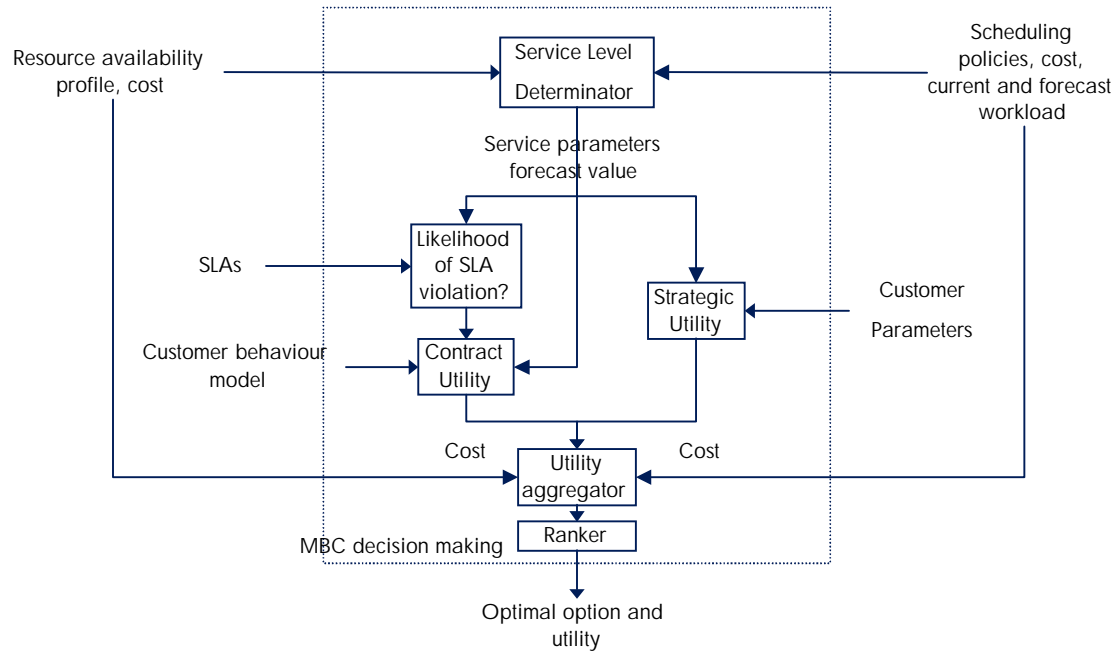 Resource availability
profile, cost
Service Level
Determinator
Scheduling
policies, cost,
current and forecast
workload
Service parameters
forecast value
SLAs
Likelihood
of SLA
violation?
Strategic
Utility
Customer
Parameters
Customer behaviour
model
Contract
Utility
Cost
Utility
aggregator
Cost
Ranker
MBC decision making
Optimal option and
utility